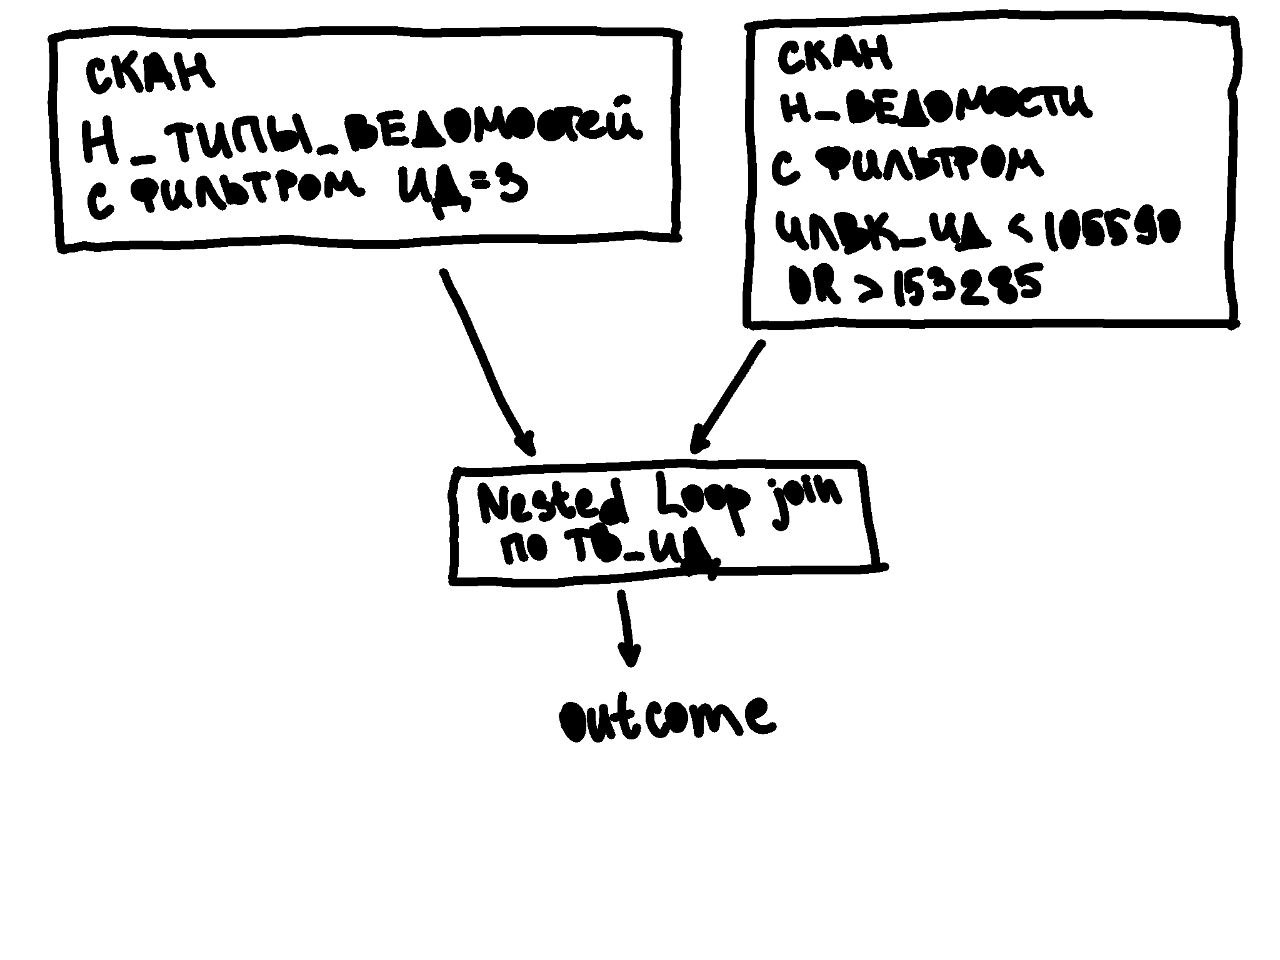 СКАН
Н_ТИПЫ_ВЕДОМОСТЕЙ
С ФИЛЬТРОМ ИД=3
СКАН
Н_ВЕДОМОСТИ
С ФИЛЬТРОМ
ЧЛВК_ИД < 105590
OR > 153285
Nested Loop join
по ТВ_ИД
outcome